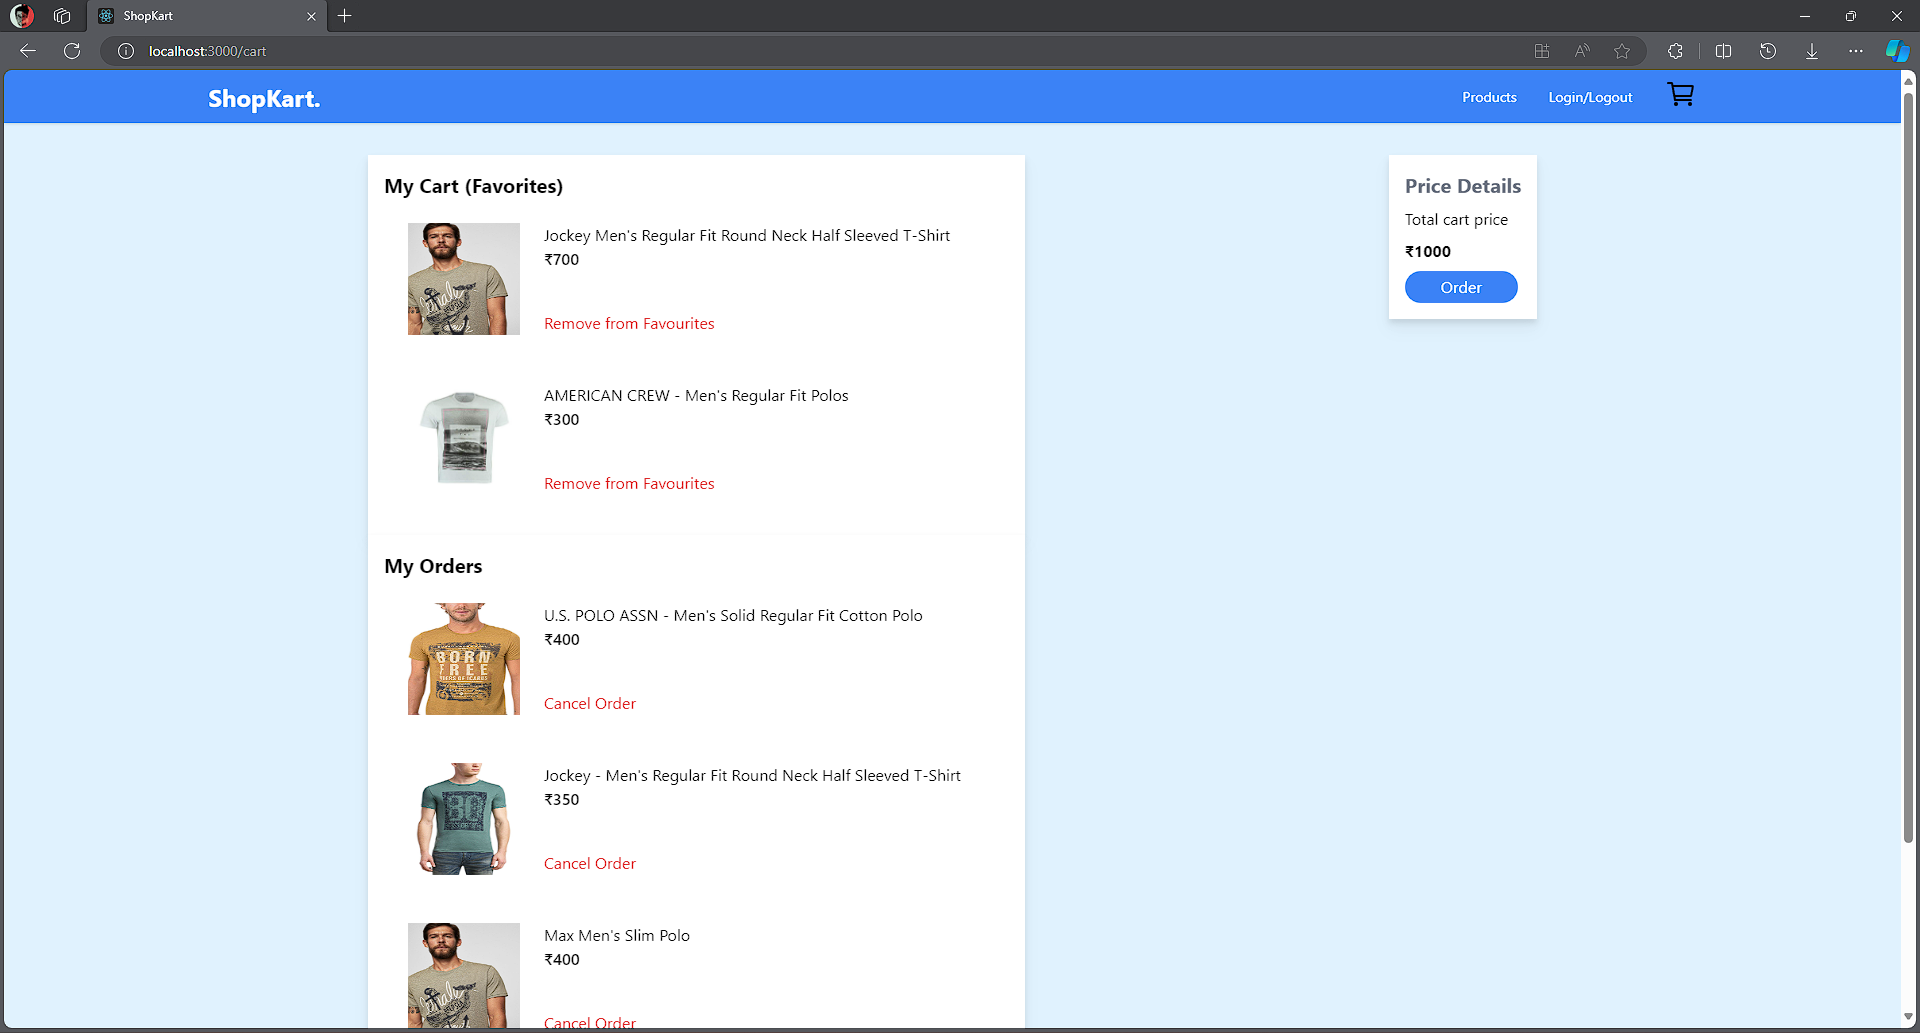 ShopKart
localhost:3000/cart
ShopKart.
Products
Login/Logout
My Cart (Favorites)
Jockey Men's Regular Fit Round Neck Half Sleeved T-Shirt
₹700
Remove from Favourites
AMERICAN CREW - Men's Regular Fit Polos
₹300
Remove from Favourites
Price Details
Total cart price
₹1000
Order
My Orders
U.S. POLO ASSN - Men's Solid Regular Fit Cotton Polo
₹400
BORN
FREE
Cancel Order
Jockey - Men's Regular Fit Round Neck Half Sleeved T-Shirt
₹350
Cancel Order
Max Men's Slim Polo
₹400
Cancel Order